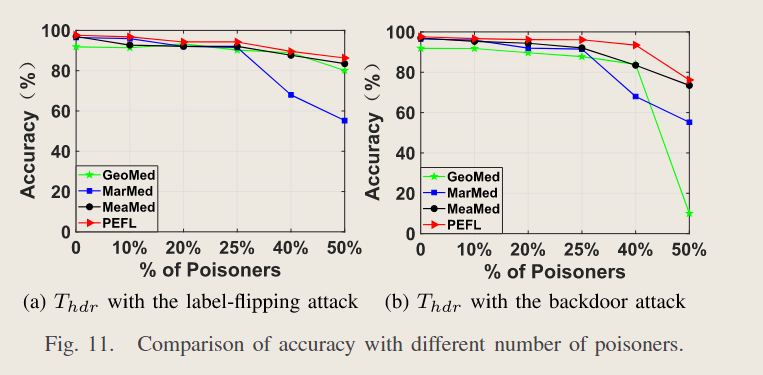 100
80
60
40
20
0
Accuracy (%)
GeoMed
MarMed
MeaMed
PEFL
0 10% 20% 25% 40% 50%
% of Poisoners
(a) Thdr with the label-flipping attack
100
80
60
40
20
0
Accuracy (%)
GeoMed
MarMed
MeaMed
PEFL
0 10% 20% 25% 40% 50%
% of Poisoners
(b) Thdr with the backdoor attack
Fig. 11. Comparison of accuracy with different number of poisoners.